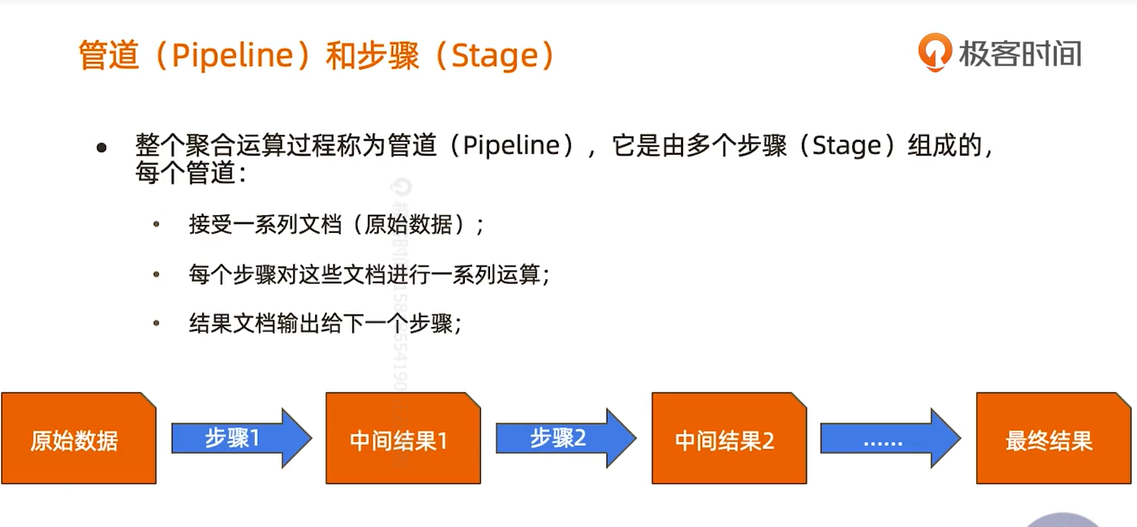 管道（Pipeline）和步骤（Stage）
极客时间
整个聚合运算过程称为管道（Pipeline），它是由多个步骤（Stage）组成的，
每个管道：
接受一系列文档（原始数据）；
每个步骤对这些文档进行一系列运算；
结果文档输出给下一个步骤；
原始数据
步骤1
中间结果1
步骤2
中间结果2
……
最终结果